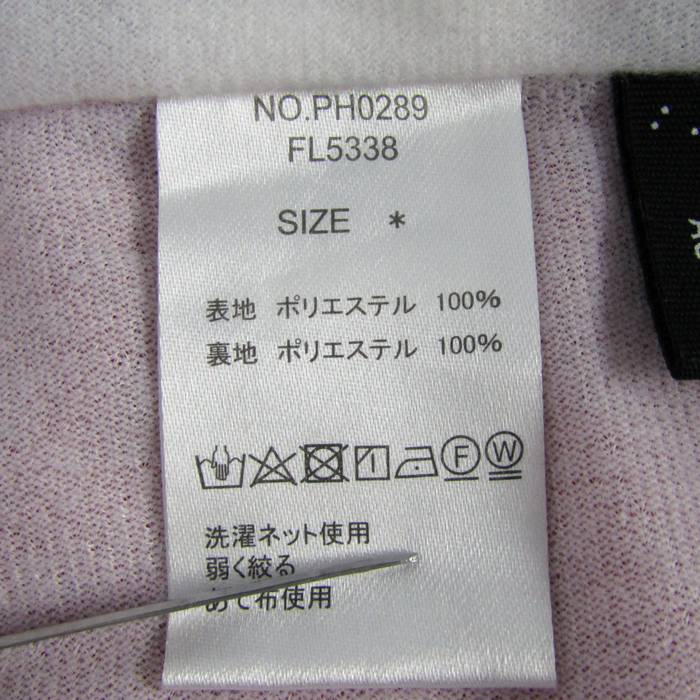 NO.PH0289
FL5338
SIZE *
表地 ポリエステル 100%
裏地 ポリエステル 100%
F W
洗濯ネット使用
弱く絞る
あて布使用